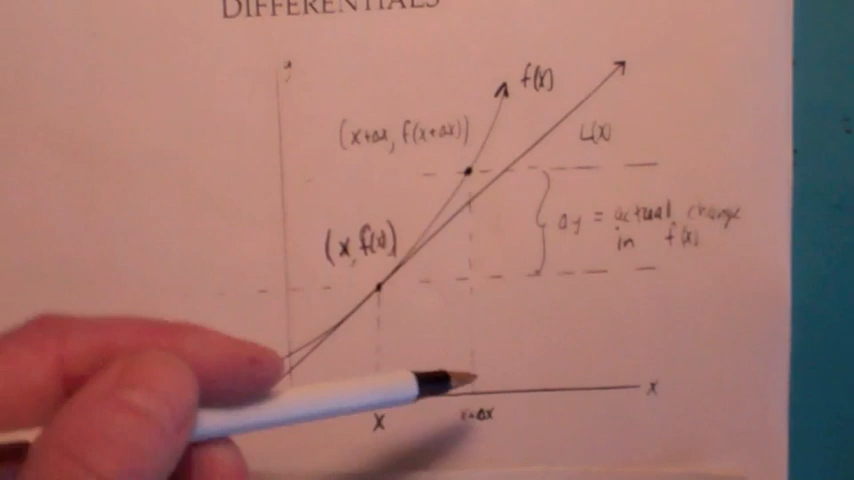 DIFFERENTIALS
y
f(x)
(x+Δx, f(x+Δx))
L(x)
Δy = actual change
in f(x)
(x, f(x))
x
x
x+Δx